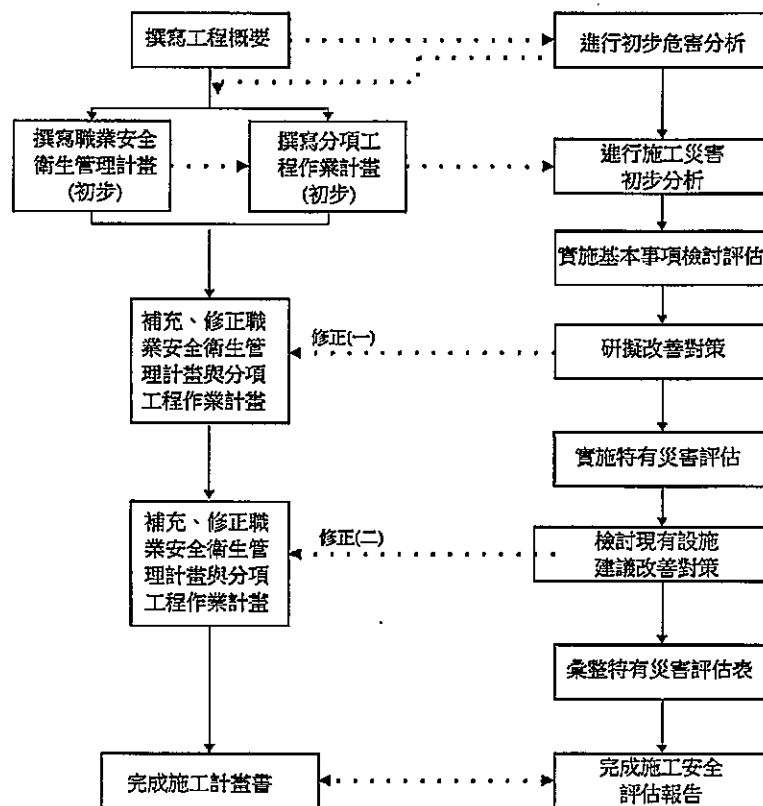 撰寫工程概要
進行初步危害分析
撰寫職業安全
衛生管理計畫
(初步)
撰寫分項工
程作業計畫
(初步)
進行施工災害
初步分析
實施基本事項檢討評估
補充、修正職
業安全衛生管
理計畫與分項
工程作業計畫
修正(一)
研擬改善對策
實施特有災害評估
補充、修正職
業安全衛生管
理計畫與分項
工程作業計畫
修正(二)
檢討現有設施
建議改善對策
彙整特有災害評估表
完成施工計畫書
完成施工安全
評估報告